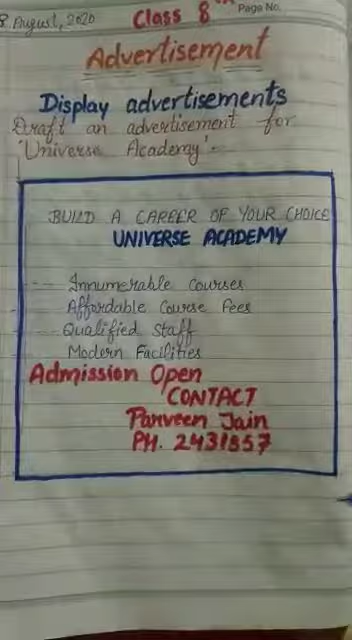 8 August, 2020 Class 8 Page No.
Advertisement
Display advertisements
Draft an advertisement for
'Universe Academy'.
BUILD A CAREER OF YOUR CHOICE
UNIVERSE ACADEMY
Innumerable Courses
Affordable Course Fees
Qualified Staff
Modern Facilities
Admission Open
CONTACT
Parveen Jain
PH. 2431857